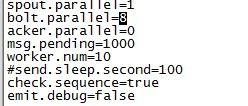 spout.parallel=1
bolt.parallel=8
acker.parallel=0
msg.pending=1000
worker.num=10
#send.sleep.second=100
check.sequence=true
emit.debug=false